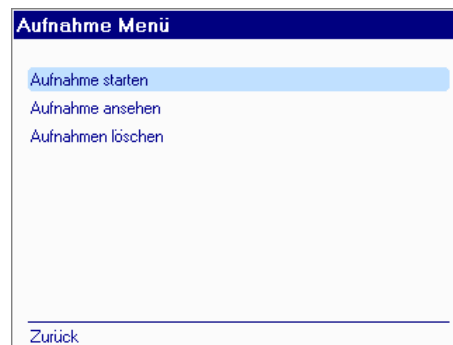 Aufnahme Menü
Aufnahme starten
Aufnahme ansehen
Aufnahmen löschen
Zurück